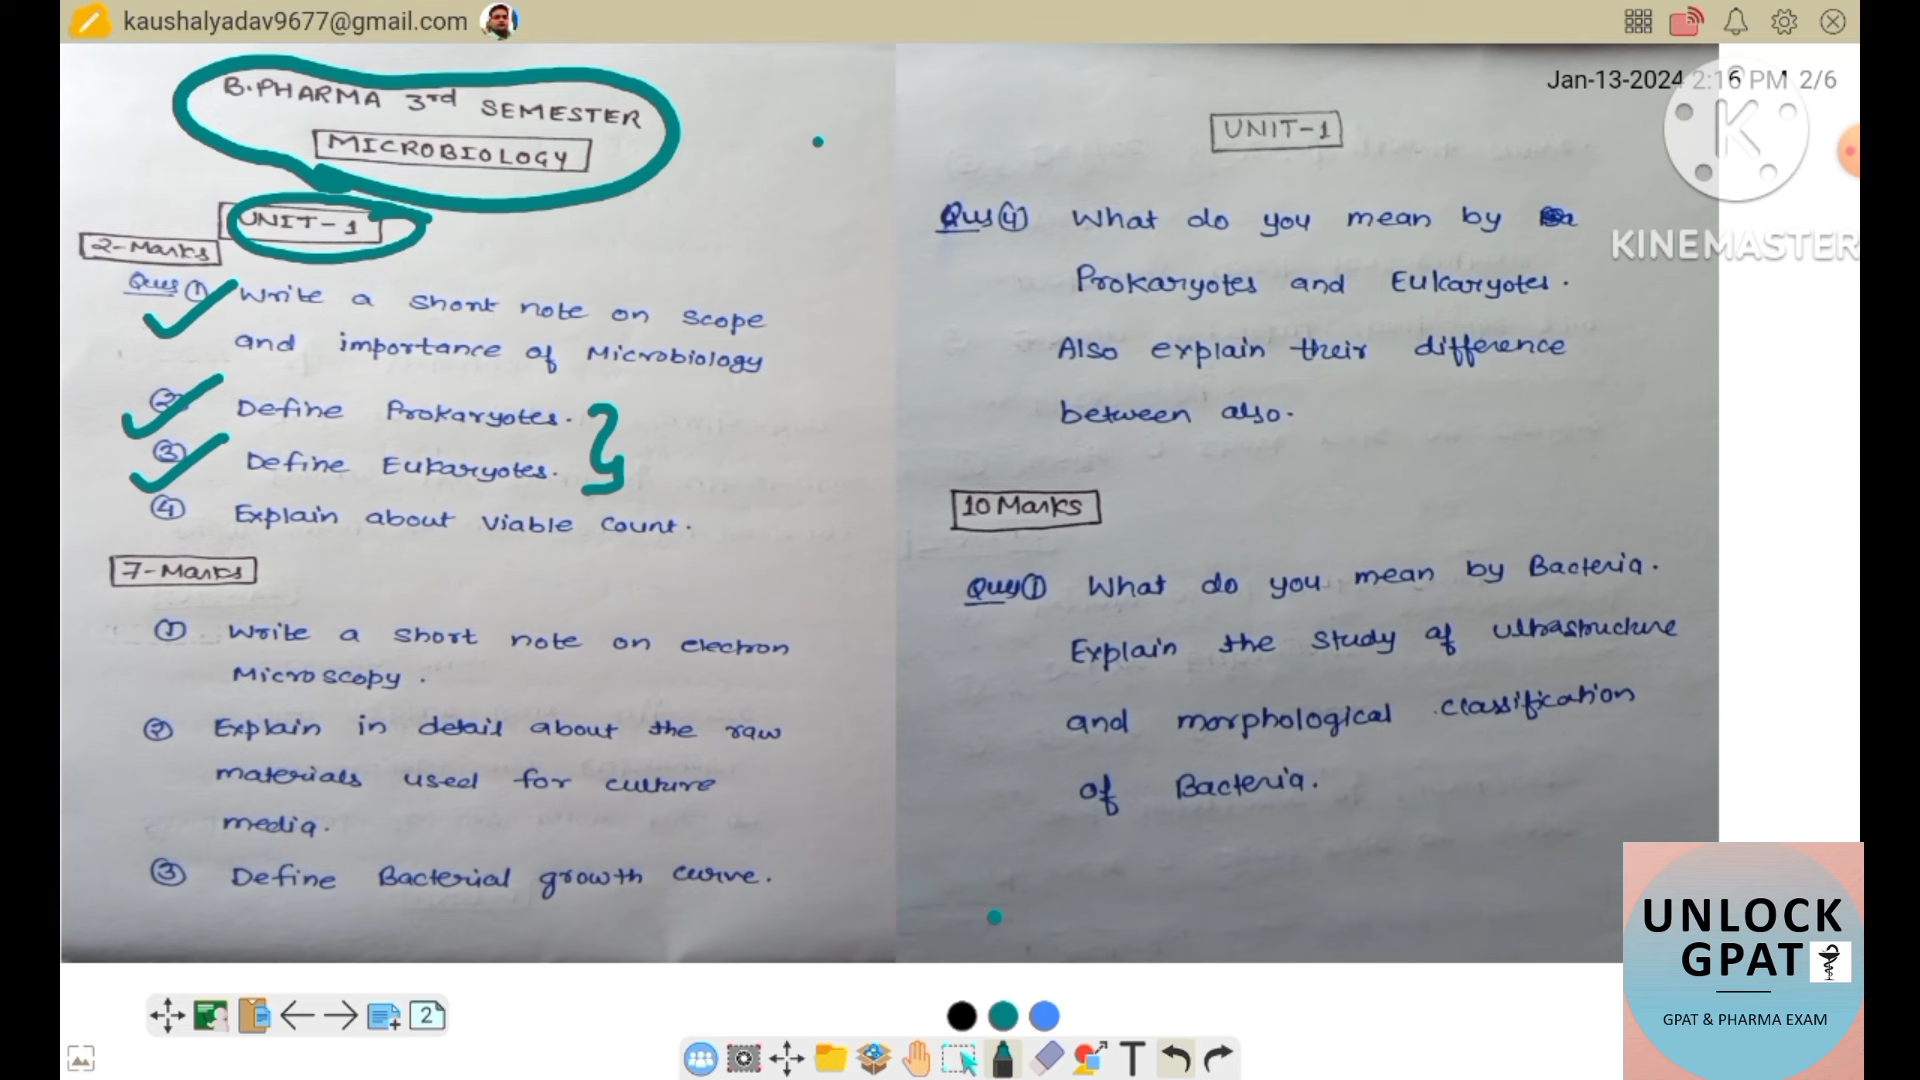 kaushalyadav9677@gmail.com
B.PHARMA 3rd SEMESTER
MICROBIOLOGY
UNIT-1
2-Marks
Ques ① Write a short note on scope
and importance of Microbiology
② Define Prokaryotes.
③ Define Eukaryotes.
④ Explain about viable count.
7-Marks
① Write a short note on electron
Microscopy.
② Explain in detail about the raw
materials used for culture
media.
③ Define Bacterial growth curve.
Jan-13-2024 2:16 PM 2/6
K
KINEMASTER
UNIT-1
Ques ④ What do you mean by
Prokaryotes and Eukaryotes.
Also explain their difference
between also.
10 Marks
Ques ① What do you mean by Bacteria.
Explain the study of ultrastructure
and morphological classification
of Bacteria.
UNLOCK
GPAT
GPAT & PHARMA EXAM
2
T